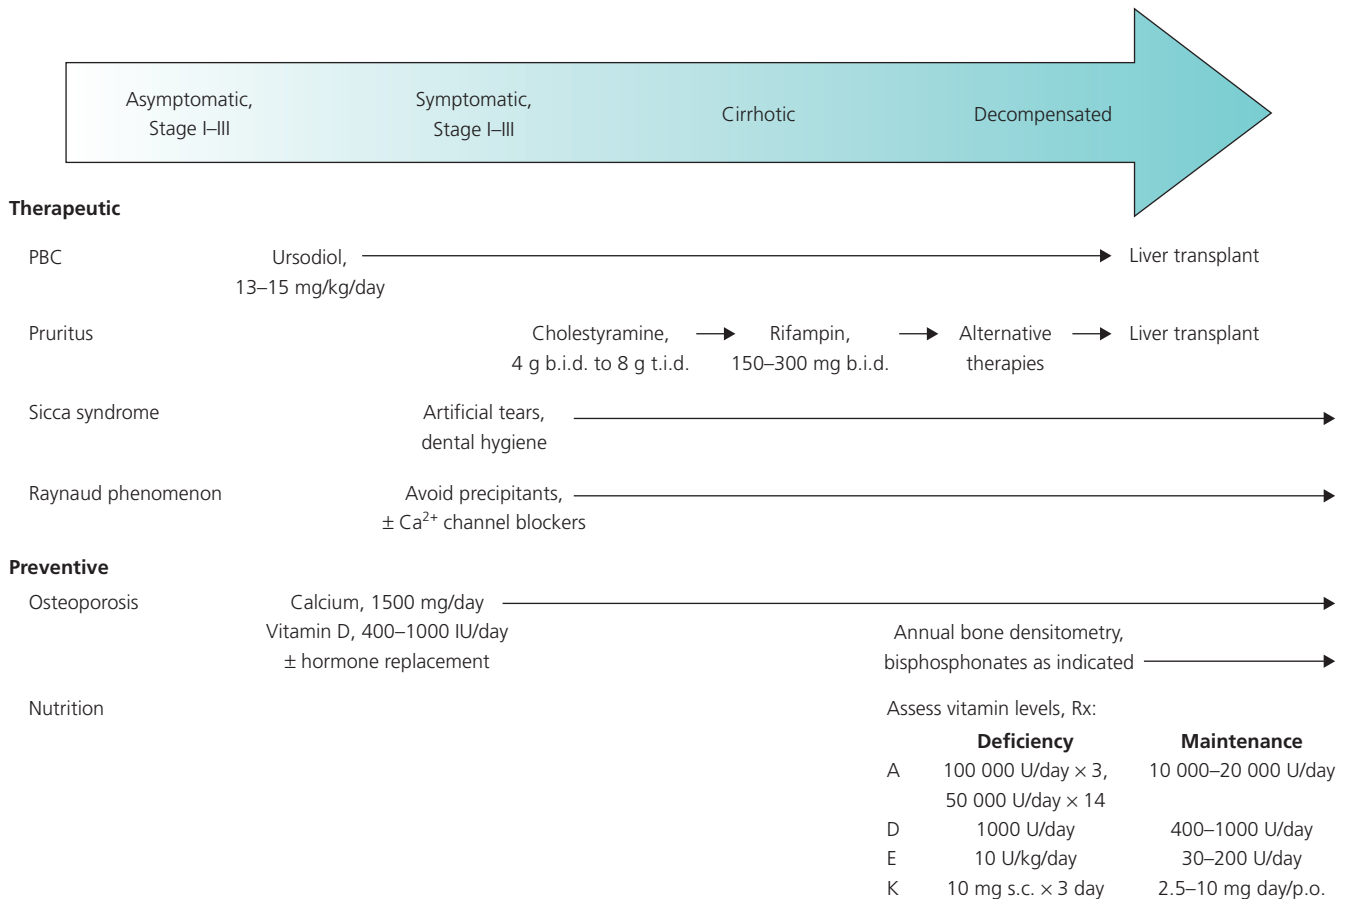 Asymptomatic,
Stage I–III
Symptomatic,
Stage I–III
Cirrhotic
Decompensated
Therapeutic
PBC
Ursodiol,
13–15 mg/kg/day
Liver transplant
Pruritus
Cholestyramine,
4 g b.i.d. to 8 g t.i.d.
Rifampin,
150–300 mg b.i.d.
Alternative
therapies
Liver transplant
Sicca syndrome
Artificial tears,
dental hygiene
Raynaud phenomenon
Avoid precipitants,
± Ca²⁺ channel blockers
Preventive
Osteoporosis
Calcium, 1500 mg/day
Vitamin D, 400–1000 IU/day
± hormone replacement
Annual bone densitometry,
bisphosphonates as indicated
Nutrition
Assess vitamin levels, Rx:
Deficiency Maintenance
A 100 000 U/day × 3, 10 000–20 000 U/day
50 000 U/day × 14
D 1000 U/day 400–1000 U/day
E 10 U/kg/day 30–200 U/day
K 10 mg s.c. × 3 day 2.5–10 mg day/p.o.